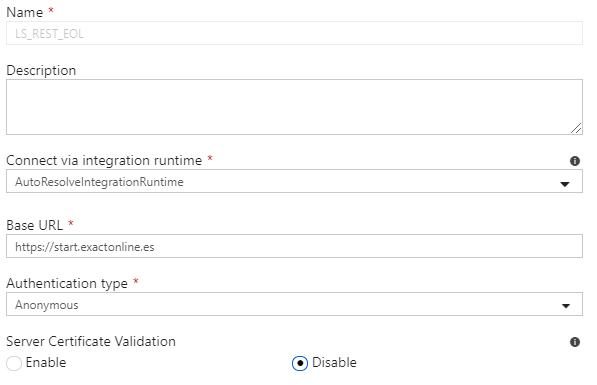 Name *
LS_REST_EOL
Description
Connect via integration runtime *
AutoResolveIntegrationRuntime
Base URL *
https://start.exactonline.es
Authentication type *
Anonymous
Server Certificate Validation
Enable Disable